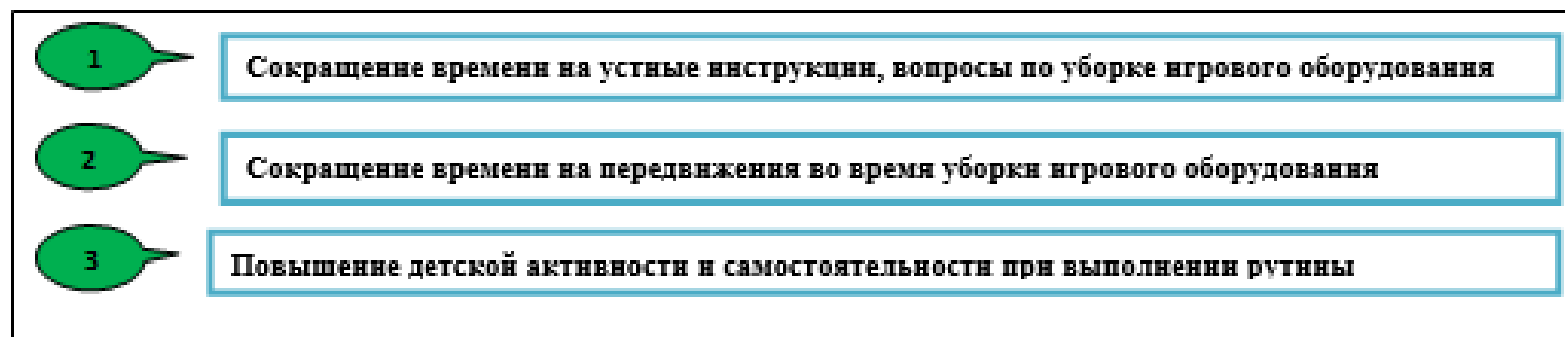 1 Сокращение времени на устные инструкции, вопросы по уборке игрового оборудования
2 Сокращение времени на передвижения во время уборки игрового оборудования
3 Повышение детской активности и самостоятельности при выполнении рутины